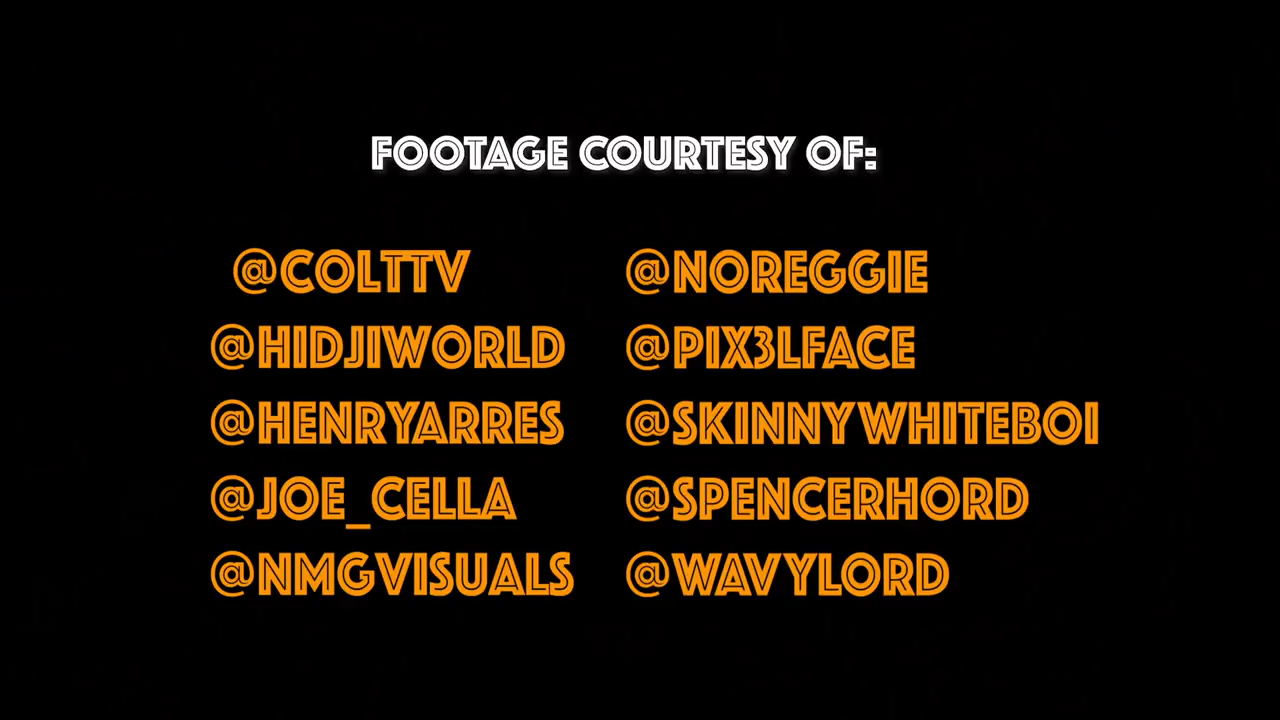 FOOTAGE COURTESY OF:
@COLTTV
@HIDJIWORLD
@HENRYARRES
@JOE_CELLA
@NMGVISUALS
@NOREGGIE
@PIX3LFACE
@SKINNYWHITEBOI
@SPENCERHORD
@WAVYLORD